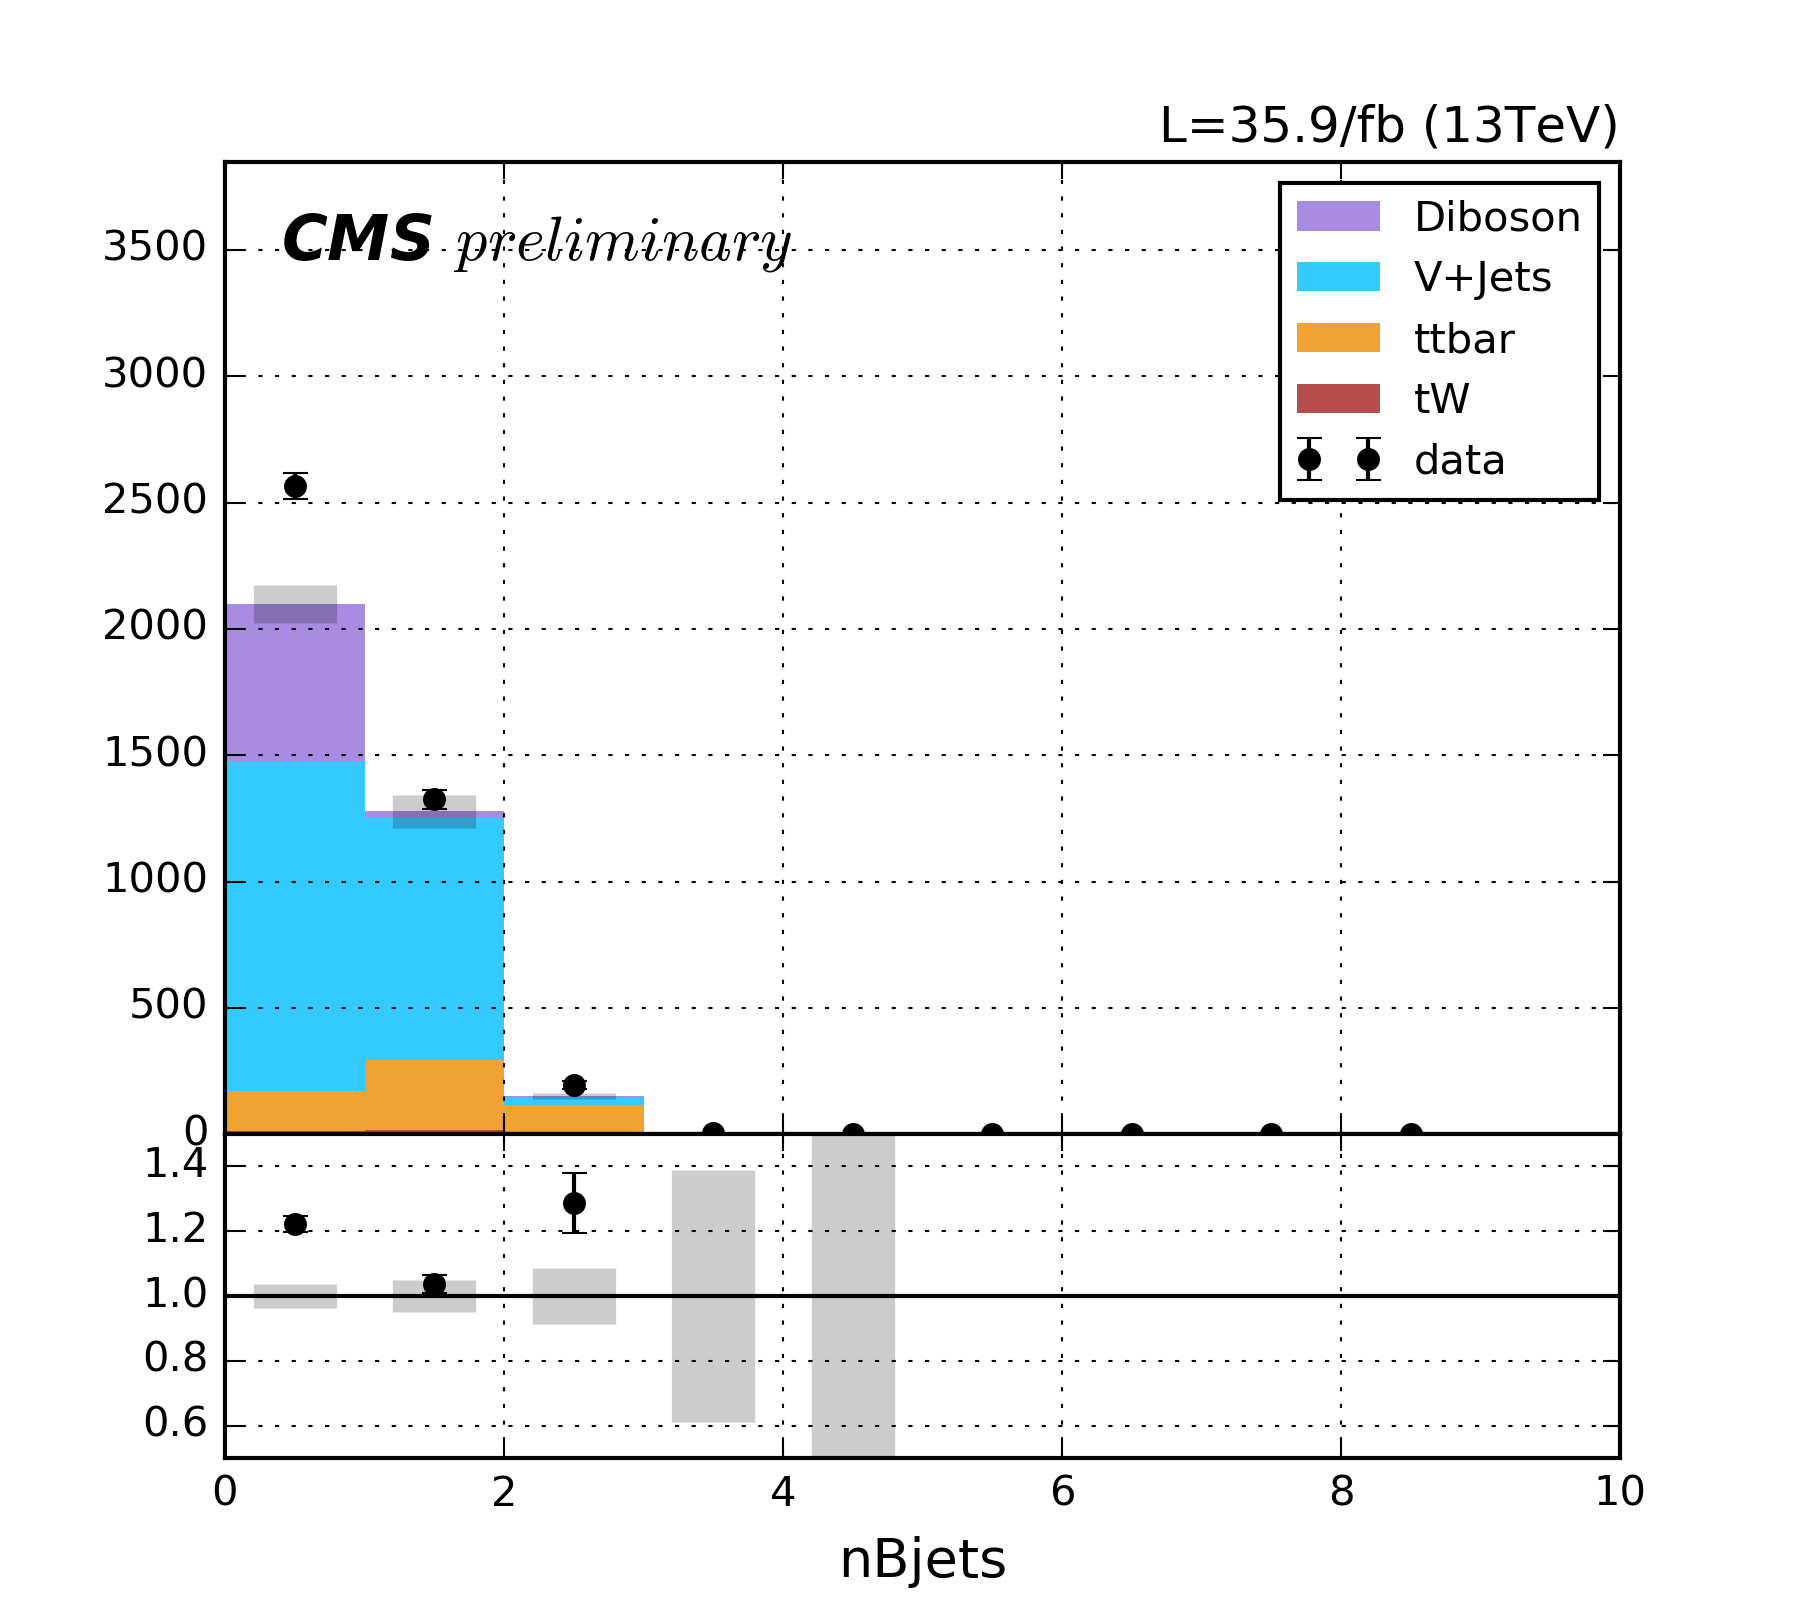 L=35.9/fb (13TeV)
CMS preliminary
Diboson
V+Jets
ttbar
tW
data
3500
3000
2500
2000
1500
1000
500
0
1.4
1.2
1.0
0.8
0.6
0 2 4 6 8 10
nBjets